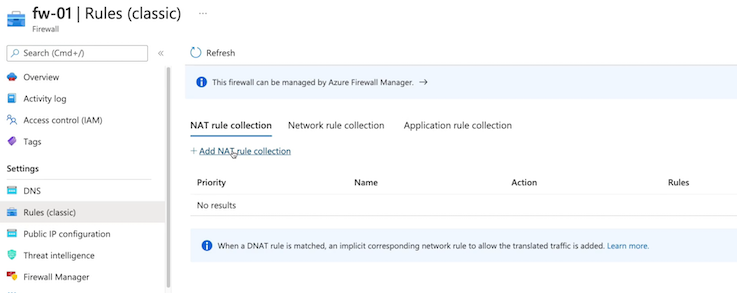 fw-01 | Rules (classic) ...
Firewall
Search (Cmd+/)
«
Overview
Activity log
Access control (IAM)
Tags
Settings
DNS
Rules (classic)
Public IP configuration
Threat intelligence
Firewall Manager
Refresh
This firewall can be managed by Azure Firewall Manager. →
NAT rule collection Network rule collection Application rule collection
+ Add NAT rule collection
Priority Name Action Rules
No results
When a DNAT rule is matched, an implicit corresponding network rule to allow the translated traffic is added. Learn more.